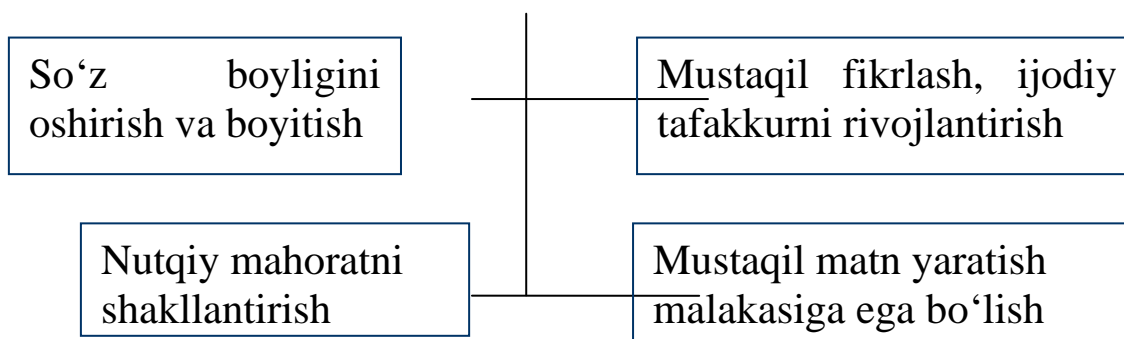 So‘z boyligini
oshirish va boyitish
Mustaqil fikrlash, ijodiy
tafakkurni rivojlantirish
Nutqiy mahoratni
shakllantirish
Mustaqil matn yaratish
malakasiga ega bo‘lish